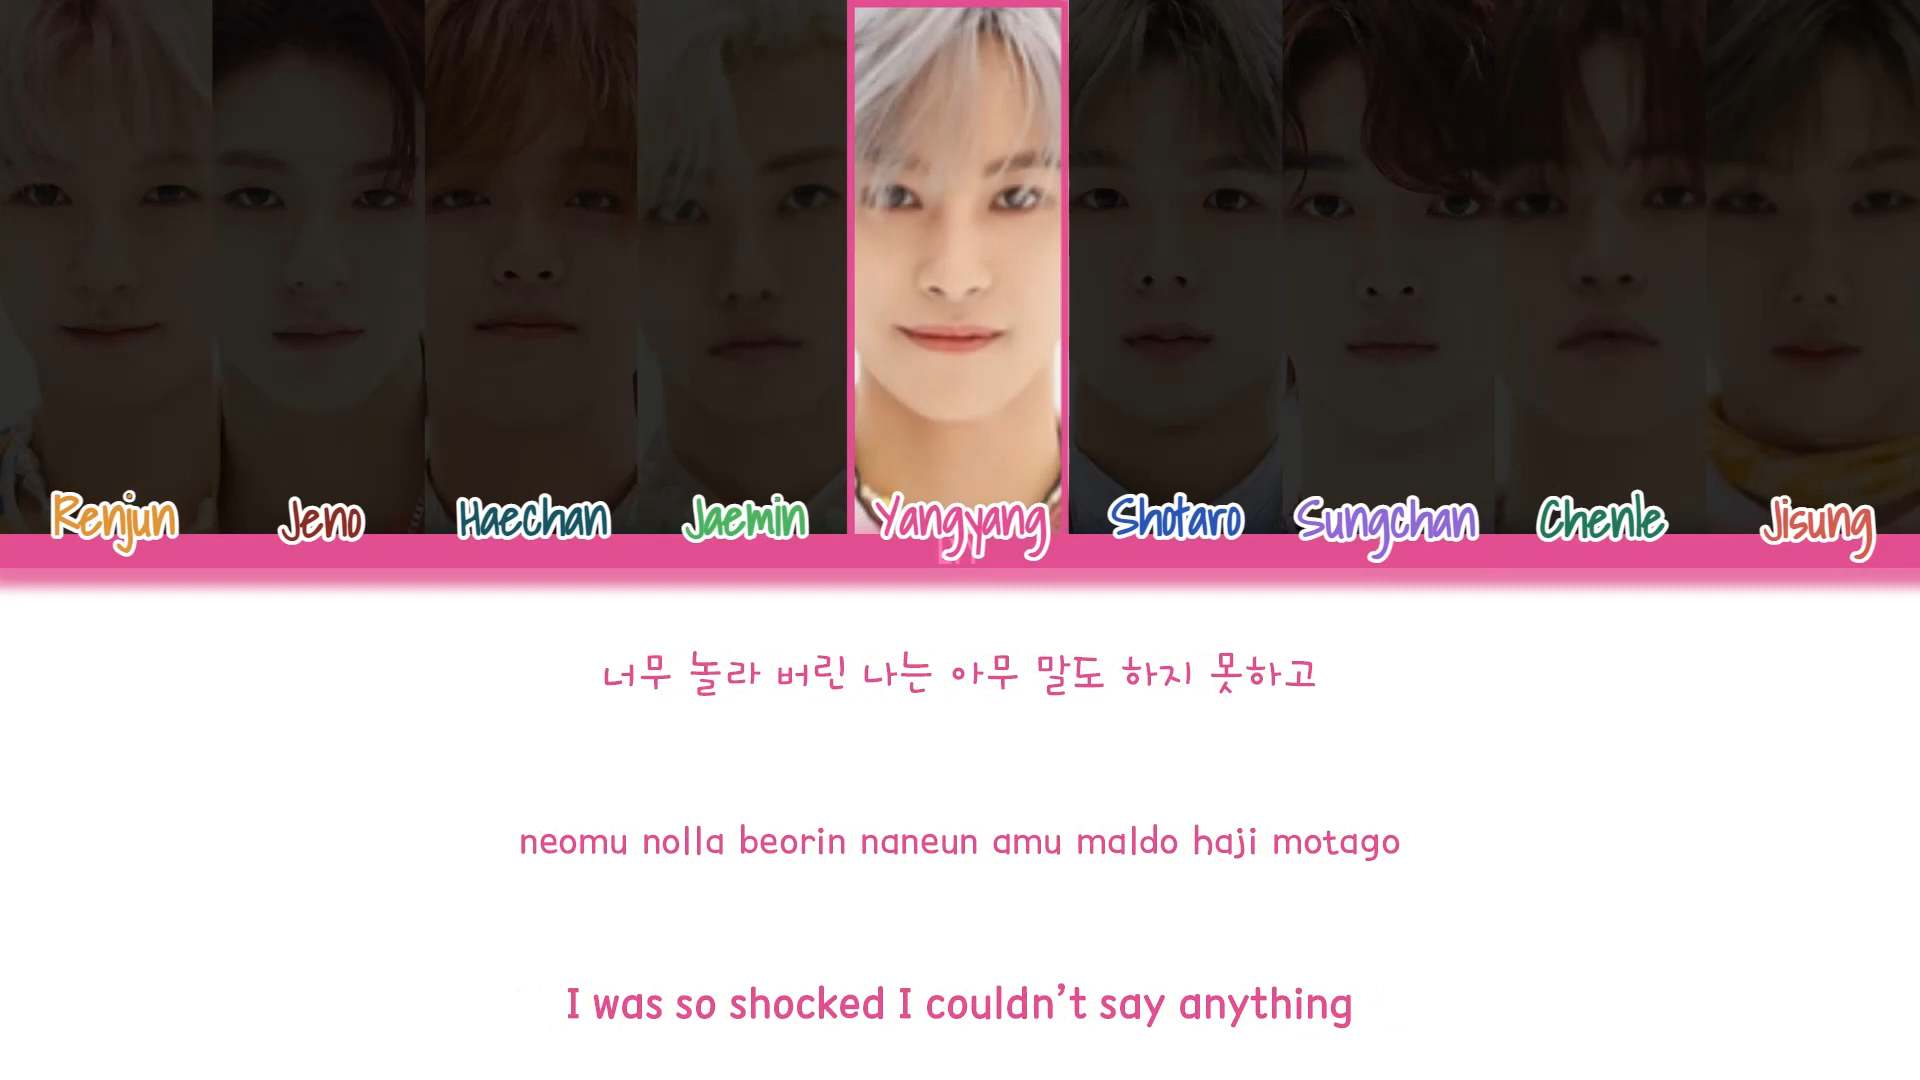 Renjun Jeno Haechan Jaemin Yangyang Shotaro Sungchan Chenle Jisung
너무 놀라 버린 나는 아무 말도 하지 못하고
neomu nolla beorin naneun amu maldo haji motago
I was so shocked I couldn't say anything